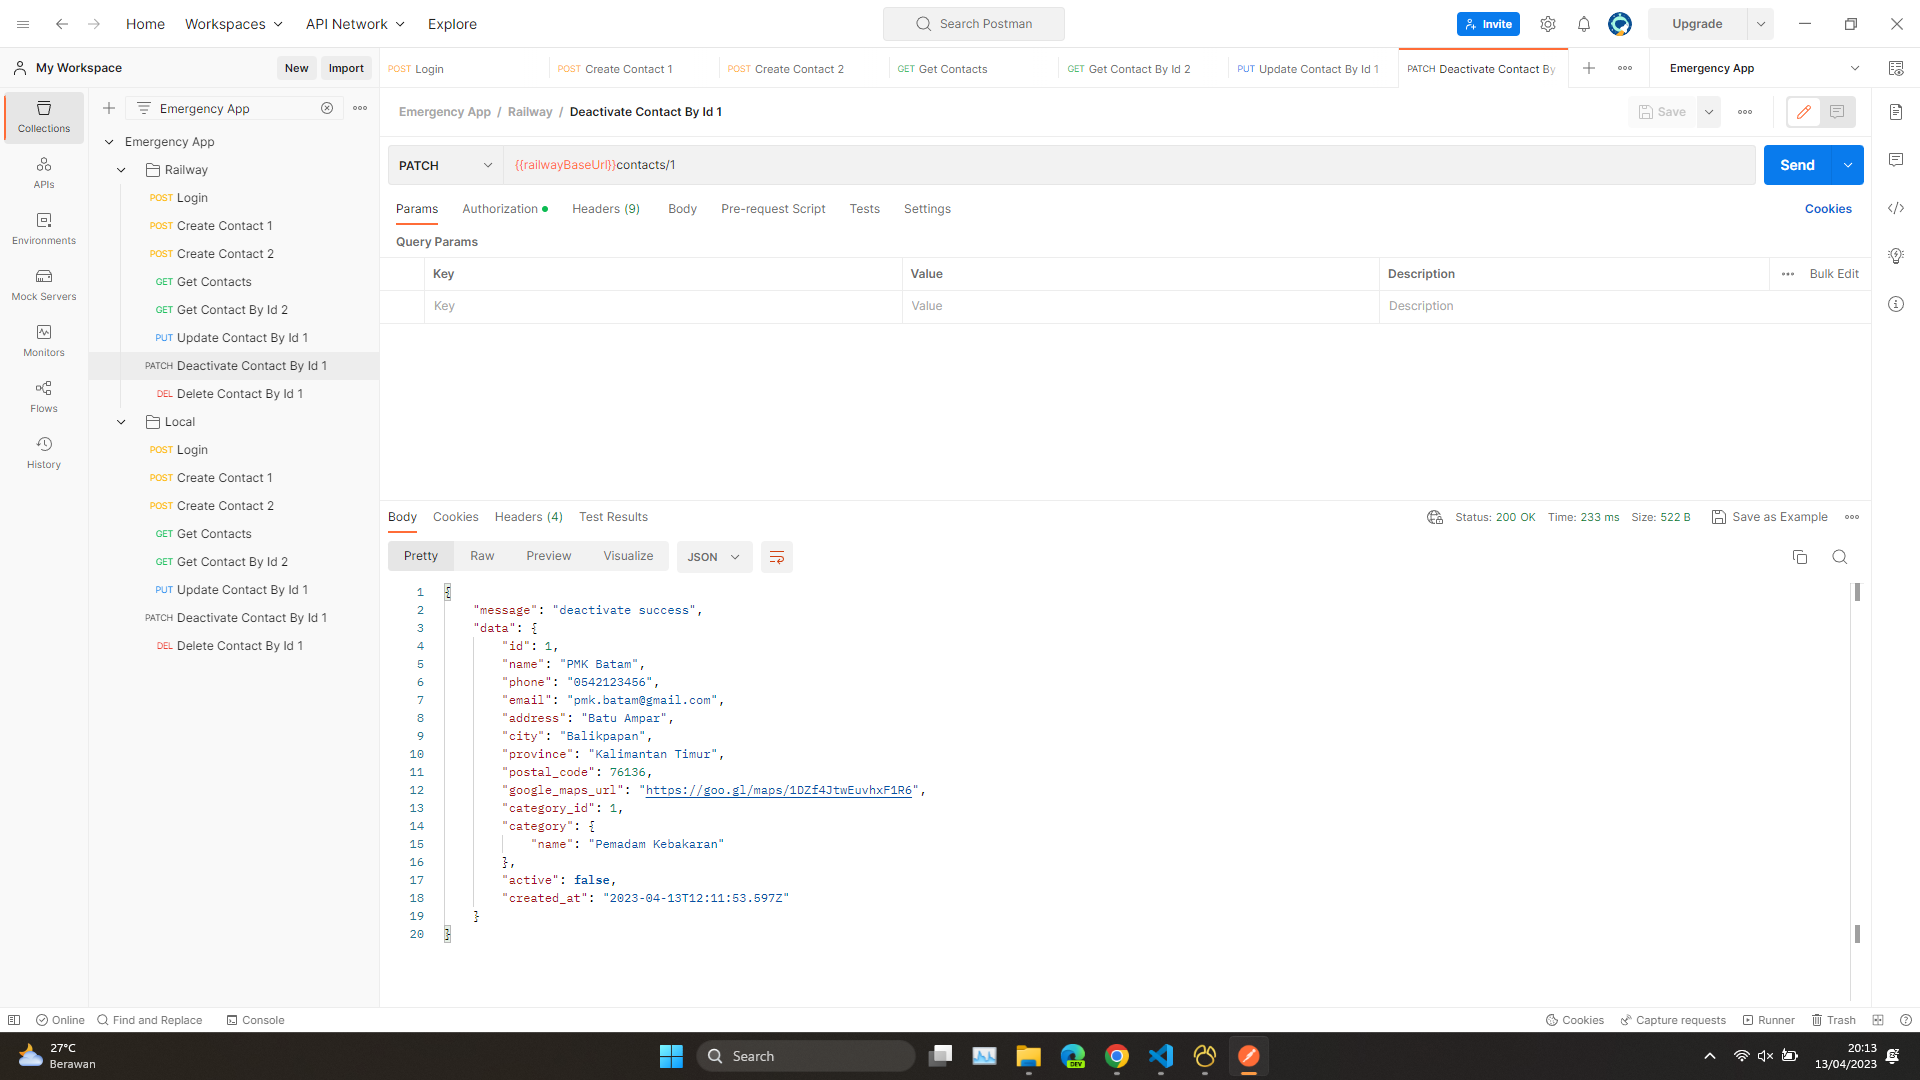 Home
Workspaces
API Network
Explore
Search Postman
Invite
Upgrade
My Workspace
New
Import
POST Login
POST Create Contact 1
POST Create Contact 2
GET Get Contacts
GET Get Contact By Id 2
PUT Update Contact By Id 1
PATCH Deactivate Contact By
Emergency App
Collections
APIs
Environments
Mock Servers
Monitors
Flows
History
Emergency App
Emergency App
Railway
POST Login
POST Create Contact 1
POST Create Contact 2
GET Get Contacts
GET Get Contact By Id 2
PUT Update Contact By Id 1
PATCH Deactivate Contact By Id 1
DEL Delete Contact By Id 1
Local
POST Login
POST Create Contact 1
POST Create Contact 2
GET Get Contacts
GET Get Contact By Id 2
PUT Update Contact By Id 1
PATCH Deactivate Contact By Id 1
DEL Delete Contact By Id 1
Emergency App / Railway / Deactivate Contact By Id 1
Save
PATCH
{{railwayBaseUrl}}contacts/1
Send
Params
Authorization
Headers (9)
Body
Pre-request Script
Tests
Settings
Cookies
Query Params
Key
Value
Description
Bulk Edit
Key
Value
Description
Body
Cookies
Headers (4)
Test Results
Status: 200 OK
Time: 233 ms
Size: 522 B
Save as Example
Pretty
Raw
Preview
Visualize
JSON
1 {
2 "message": "deactivate success",
3 "data": {
4 "id": 1,
5 "name": "PMK Batam",
6 "phone": "0542123456",
7 "email": "pmk.batam@gmail.com",
8 "address": "Batu Ampar",
9 "city": "Balikpapan",
10 "province": "Kalimantan Timur",
11 "postal_code": 76136,
12 "google_maps_url": "https://goo.gl/maps/1DZf4JtwEuvhxF1R6",
13 "category_id": 1,
14 "category": {
15 "name": "Pemadam Kebakaran"
16 },
17 "active": false,
18 "created_at": "2023-04-13T12:11:53.597Z"
19 }
20 }
Online
Find and Replace
Console
Cookies
Capture requests
Runner
Trash
27°C
Berawan
Search
DEV
20:13
13/04/2023